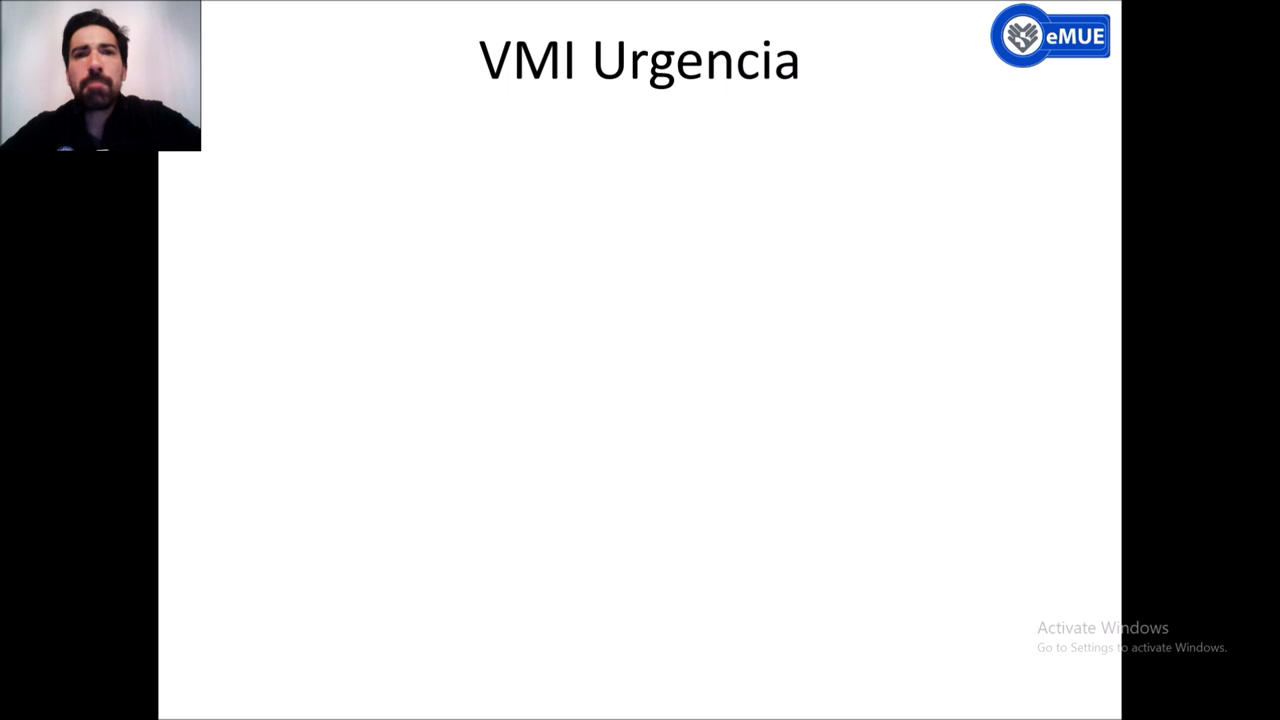 VMI Urgencia
eMUE
Activate Windows
Go to Settings to activate Windows.